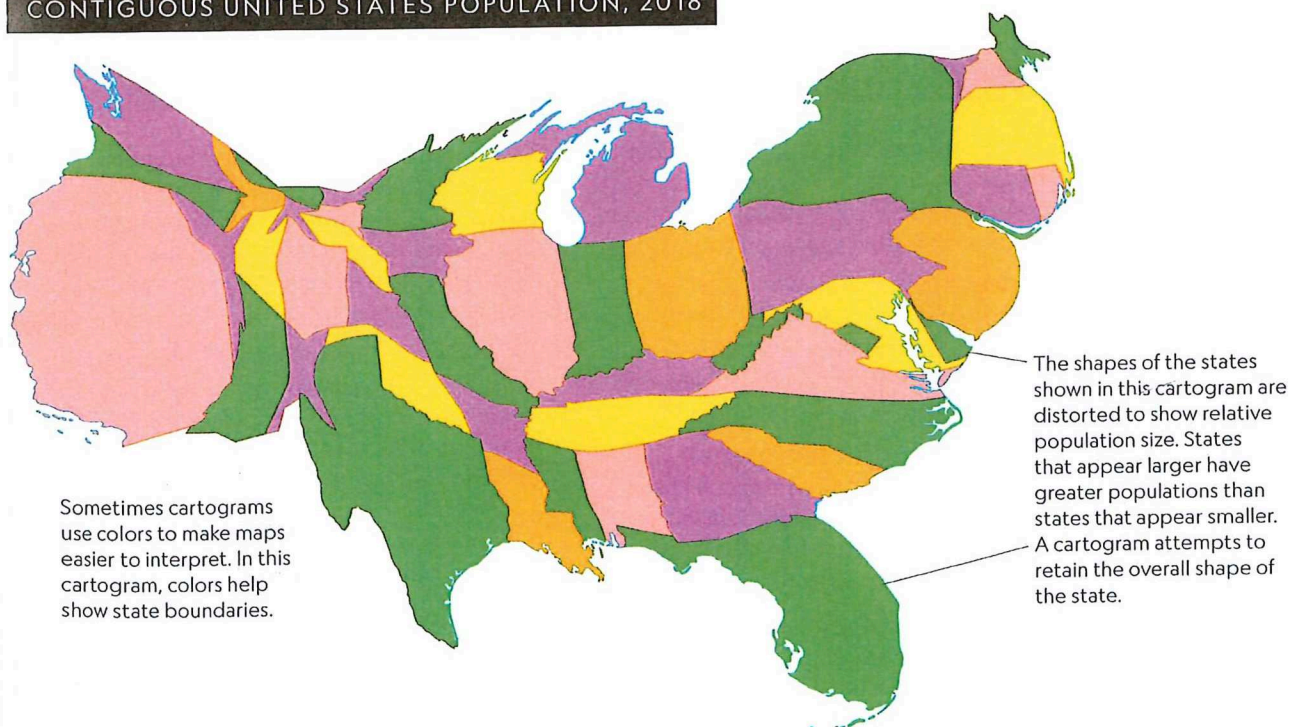 CONTIGUOUS UNITED STATES POPULATION, 2018
The shapes of the states
shown in this cartogram are
distorted to show relative
population size. States
that appear larger have
greater populations than
states that appear smaller.
A cartogram attempts to
retain the overall shape of
the state.
Sometimes cartograms
use colors to make maps
easier to interpret. In this
cartogram, colors help
show state boundaries.